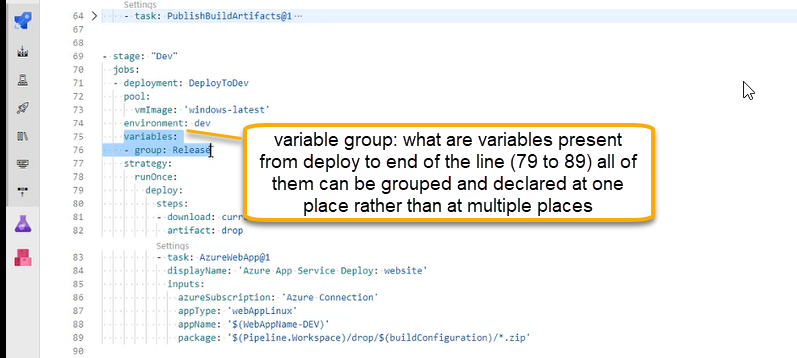 Settings
64 > - task: PublishBuildArtifacts@1 ...
67
68
69 - stage: "Dev"
70 jobs:
71 - deployment: DeployToDev
72 pool:
73 vmImage: 'windows-latest'
74 environment: dev
75 variables:
76 - group: Release
77 strategy:
78 runOnce:
79 deploy:
80 steps:
81 - download: curr
82 artifact: drop
variable group: what are variables present
from deploy to end of the line (79 to 89) all of
them can be grouped and declared at one
place rather than at multiple places
Settings
83 - task: AzureWebApp@1
84 displayName: 'Azure App Service Deploy: website'
85 inputs:
86 azureSubscription: 'Azure Connection'
87 appType: 'webAppLinux'
88 appName: '$(WebAppName-DEV)'
89 package: '$(Pipeline.Workspace)/drop/$(buildConfiguration)/*.zip'
90